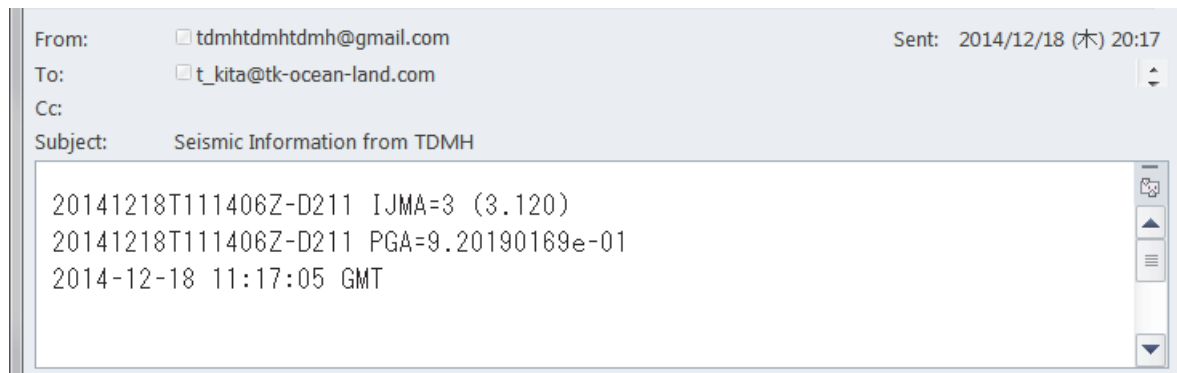 From: tdmhtdmhtdmh@gmail.com Sent: 2014/12/18 (木) 20:17
To: t_kita@tk-ocean-land.com
Cc:
Subject: Seismic Information from TDMH
20141218T111406Z-D211 IJMA=3 (3.120)
20141218T111406Z-D211 PGA=9.20190169e-01
2014-12-18 11:17:05 GMT